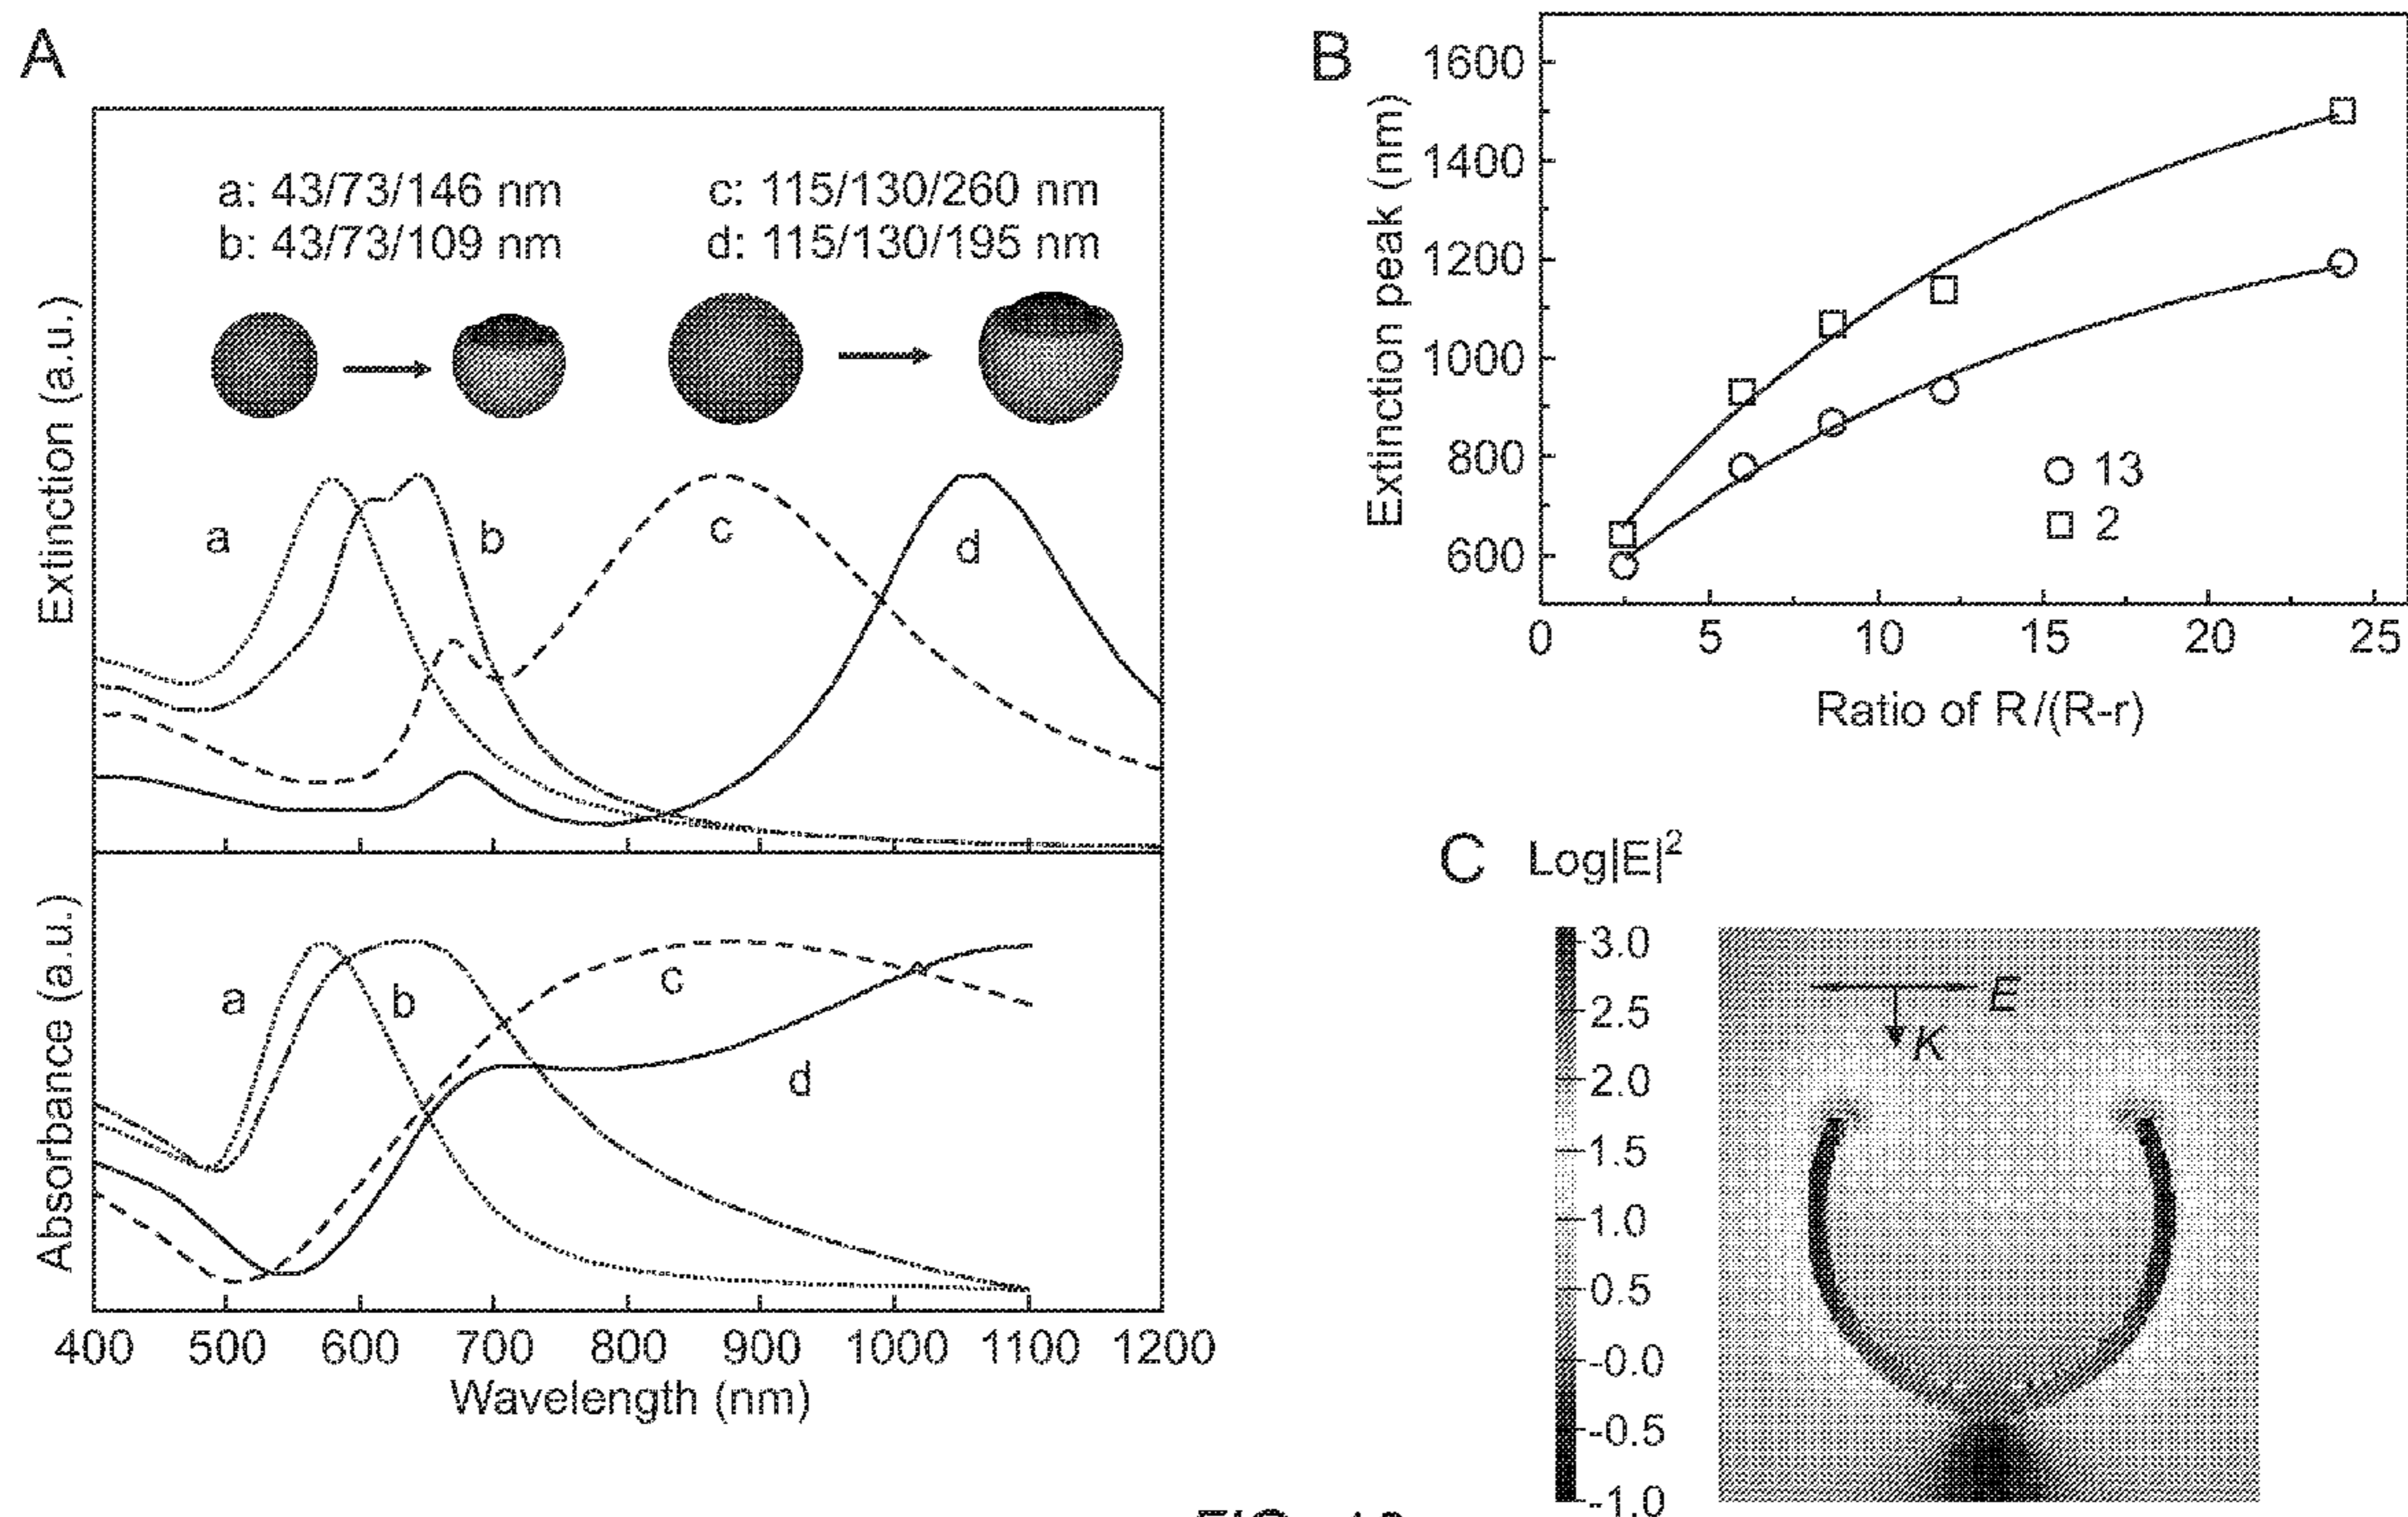 A
Extinction (a.u.)
a: 43/73/146 nm
b: 43/73/109 nm
c: 115/130/260 nm
d: 115/130/195 nm
a
b
c
d
Absorbance (a.u.)
a
b
c
d
400 500 600 700 800 900 1000 1100 1200
Wavelength (nm)
B
Extinction peak (nm)
1600
1400
1200
1000
800
600
13
2
0 5 10 15 20 25
Ratio of R/(R-r)
C
Log|E|²
3.0
2.5
2.0
1.5
1.0
0.5
-0.0
-0.5
-1.0
E
K